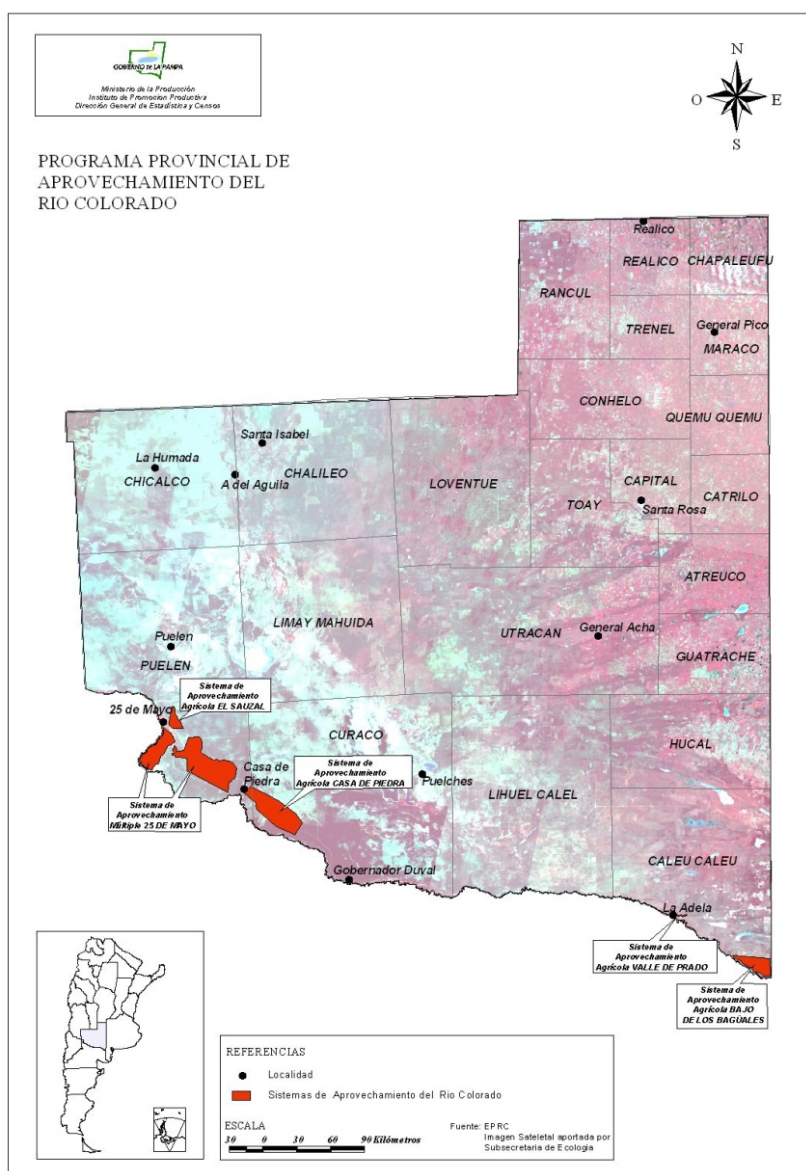 GOBIERNO DE LA PAMPA
Ministerio de la Producción
Instituto de Promocion Productiva
Dirección General de Estadística y Censos
N
O
E
S
PROGRAMA PROVINCIAL DE
APROVECHAMIENTO DEL
RIO COLORADO
Realico
REALICO
CHAPALEUFU
RANCUL
TRENEL
General Pico
MARACO
CONHELO
QUEMU QUEMU
Santa Isabel
La Humada
CHICALCO
A del Aguila
CHALILEO
LOVENTUE
TOAY
CAPITAL
Santa Rosa
CATRILO
ATREUCO
LIMAY MAHUIDA
UTRACAN
General Acha
Puelen
PUELEN
GUATRACHE
Sistema de
Aprovechamiento
Agrícola EL SAUZAL
25 de Mayo
CURACO
HUCAL
Casa de
Piedra
Sistema de
Aprovechamiento
Agrícola CASA DE PIEDRA
Puelches
LIHUEL CALEL
Sistema de
Aprovechamiento
Múltiple 25 DE MAYO
CALEU CALEU
Gobernador Duval
La Adela
Sistema de
Aprovechamiento
Agrícola VALLE DE PRADO
Sistema de
Aprovechamiento
Agrícola BAJO
DE LOS BAGÜALES
REFERENCIAS
Localidad
Sistemas de Aprovechamiento del Rio Colorado
ESCALA
30 0 30 60 90 Kilómetros
Fuente: EPRC
Imagen Sateletal aportada por
Subsecretaria de Ecología